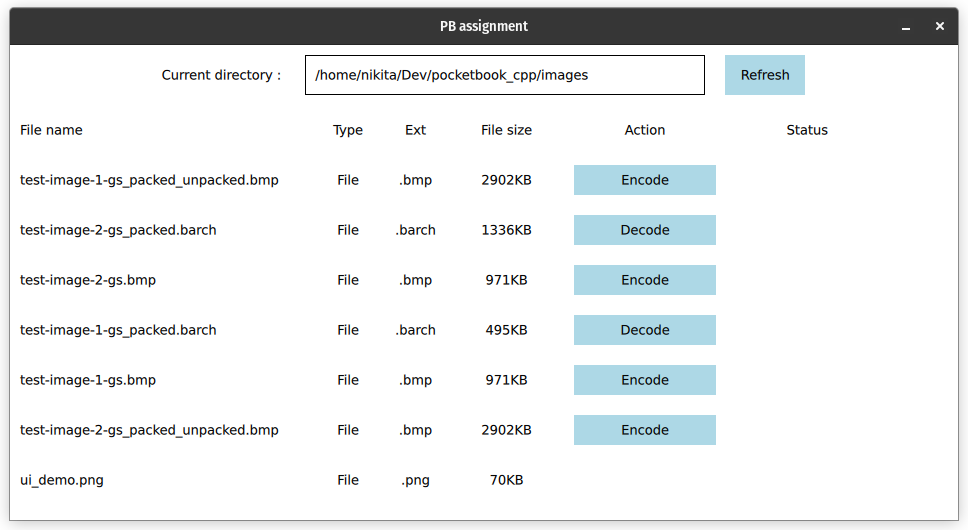 PB assignment
Current directory : /home/nikita/Dev/pocketbook_cpp/images Refresh
File name Type Ext File size Action Status
test-image-1-gs_packed_unpacked.bmp File .bmp 2902KB Encode
test-image-2-gs_packed.barch File .barch 1336KB Decode
test-image-2-gs.bmp File .bmp 971KB Encode
test-image-1-gs_packed.barch File .barch 495KB Decode
test-image-1-gs.bmp File .bmp 971KB Encode
test-image-2-gs_packed_unpacked.bmp File .bmp 2902KB Encode
ui_demo.png File .png 70KB